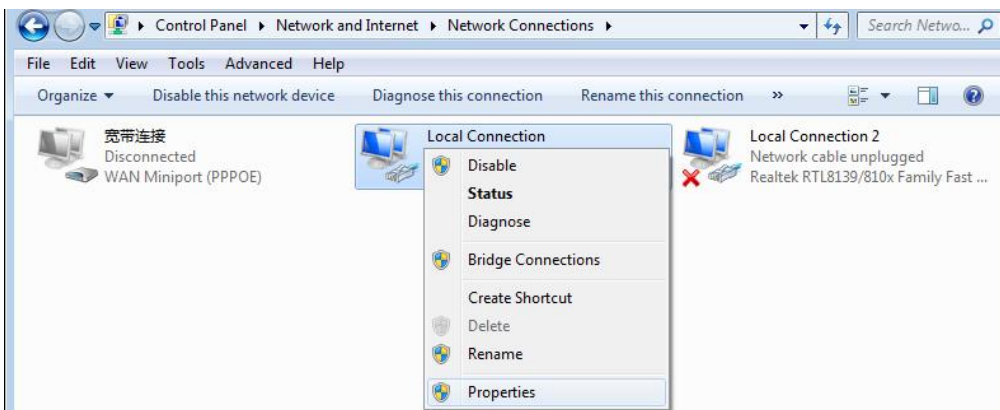 Control Panel ▸ Network and Internet ▸ Network Connections ▸
Search Netwo...
File Edit View Tools Advanced Help
Organize Disable this network device Diagnose this connection Rename this connection »
宽带连接
Disconnected
WAN Miniport (PPPOE)
Local Connection
Disable
Status
Diagnose
Bridge Connections
Create Shortcut
Delete
Rename
Properties
Local Connection 2
Network cable unplugged
Realtek RTL8139/810x Family Fast ...